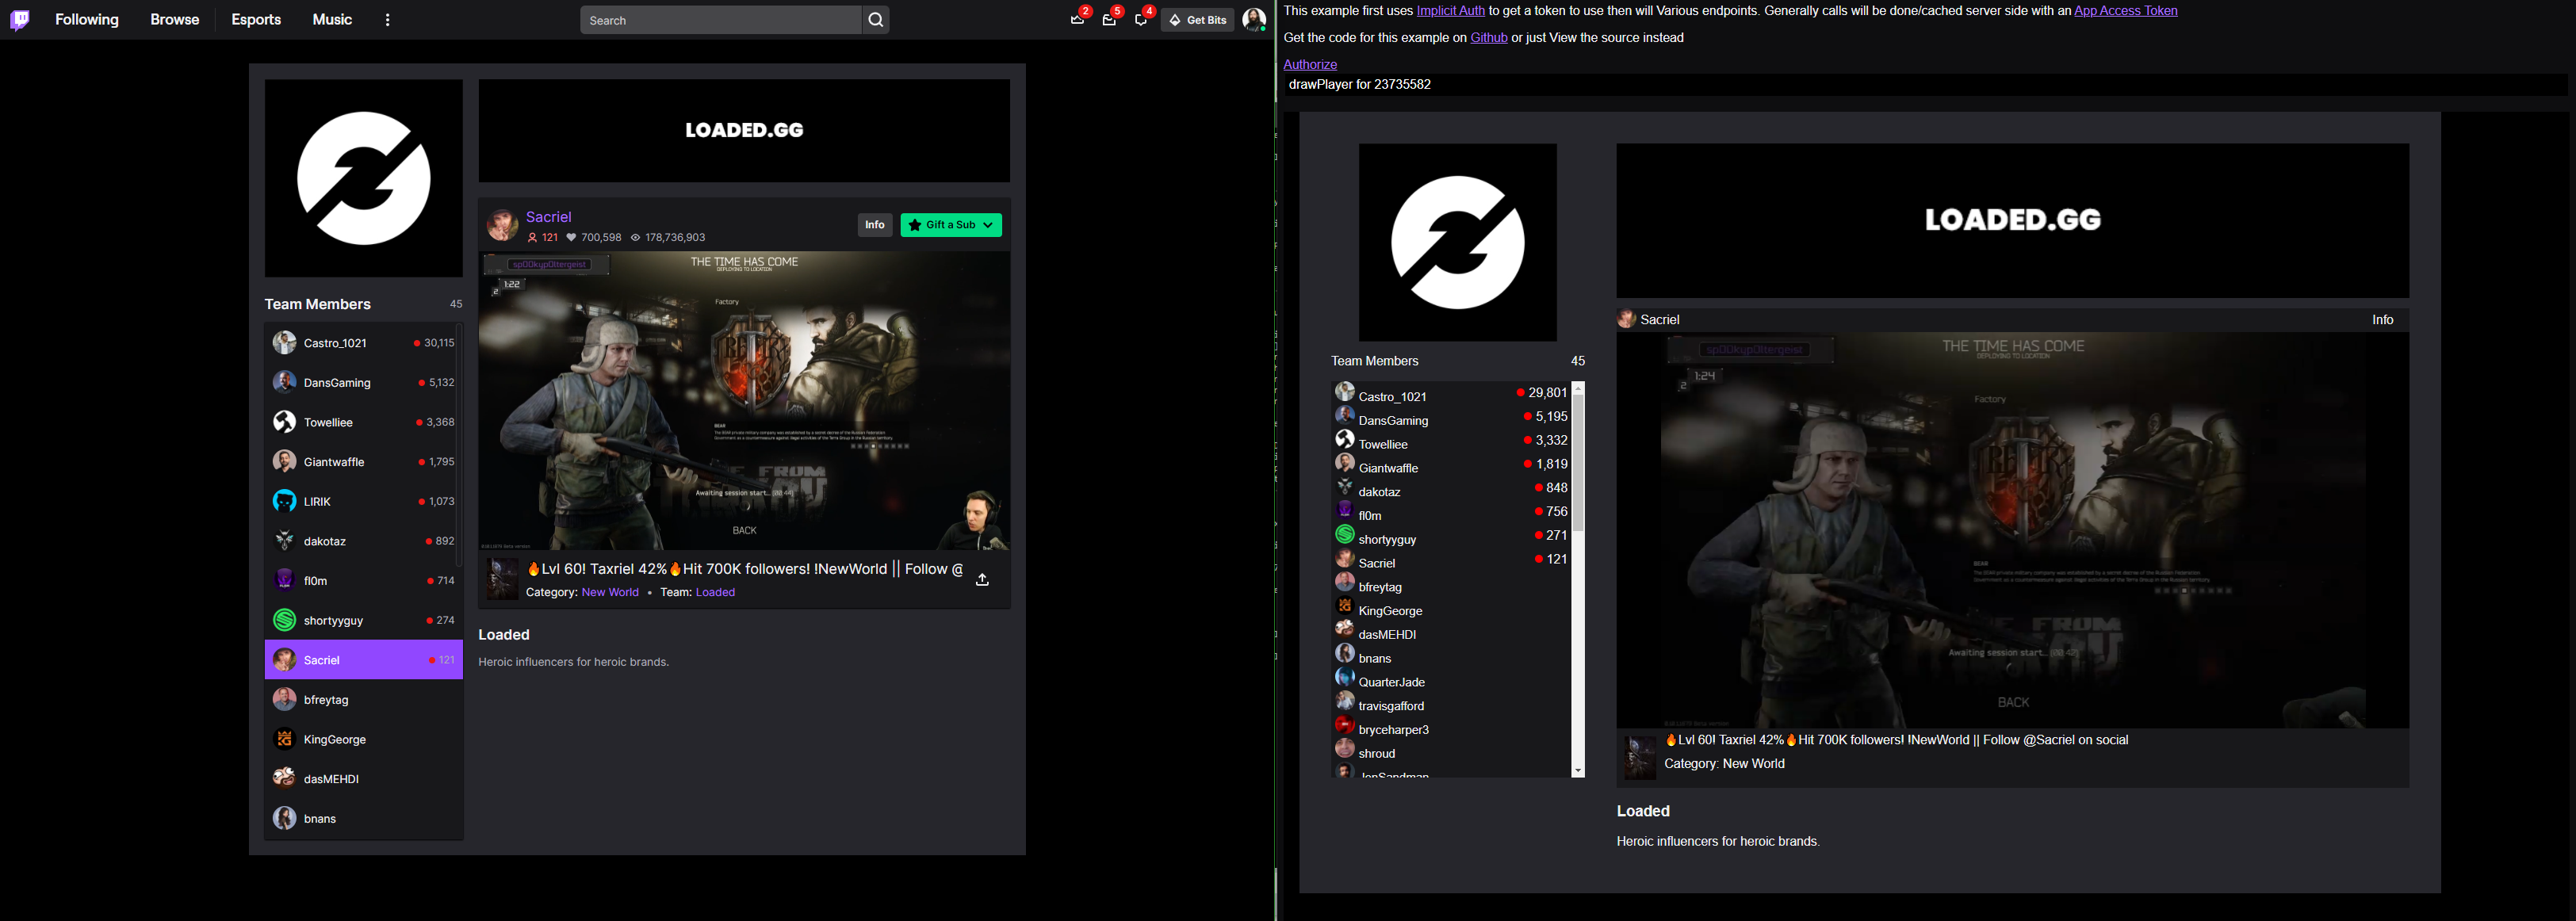 Following Browse Esports Music
Search
2 5 4 Get Bits
LOADED.GG
Sacriel
121 700,598 178,736,903
Info Gift a Sub
sp00kyp0ltergeist
THE TIME HAS COME
DEPLOYING TO LOCATION
2 1:22
Factory
BEAR
Awaiting session start... (00:44)
BACK
🔥Lvl 60! Taxriel 42%🔥Hit 700K followers! !NewWorld || Follow @
Category: New World • Team: Loaded
Loaded
Heroic influencers for heroic brands.
Team Members 45
Castro_1021 30,115
DansGaming 5,132
Towelliee 3,368
Giantwaffle 1,795
LIRIK 1,073
dakotaz 892
fl0m 714
shortyyguy 274
Sacriel 121
bfreytag
KingGeorge
dasMEHDI
bnans
This example first uses Implicit Auth to get a token to use then will Various endpoints. Generally calls will be done/cached server side with an App Access Token
Get the code for this example on Github or just View the source instead
Authorize
drawPlayer for 23735582
LOADED.GG
Team Members 45
Castro_1021 29,801
DansGaming 5,195
Towelliee 3,332
Giantwaffle 1,819
dakotaz 848
fl0m 756
shortyyguy 271
Sacriel 121
bfreytag
KingGeorge
dasMEHDI
bnans
QuarterJade
travisgafford
bryceharper3
shroud
JonSandman
Sacriel Info
sp00kyp0ltergeist
THE TIME HAS COME
DEPLOYING TO LOCATION
2 1:24
Factory
BEAR
Awaiting session start... (00:42)
BACK
🔥Lvl 60! Taxriel 42%🔥Hit 700K followers! !NewWorld || Follow @Sacriel on social
Category: New World
Loaded
Heroic influencers for heroic brands.